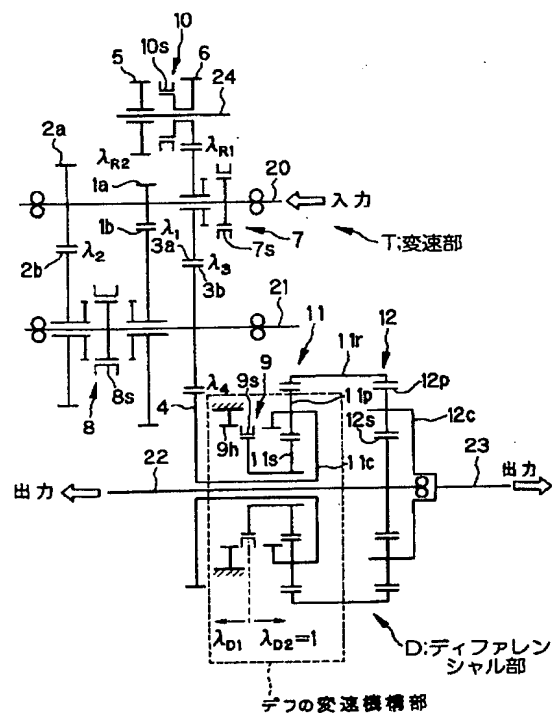 10
10s
5
6
24
2a
λR2
λR1
1a
20
入力
1b
λ1
7
2b
λ2
3a
λ3
7s
T;変速部
3b
21
11
11r
12
8
8s
λ4
9s
9
11p
12p
4
12s
12c
9h
11s
11c
23
出力
22
出力
λD1
λD2=1
D;ディファレン
シャル部
デフの変速機構部